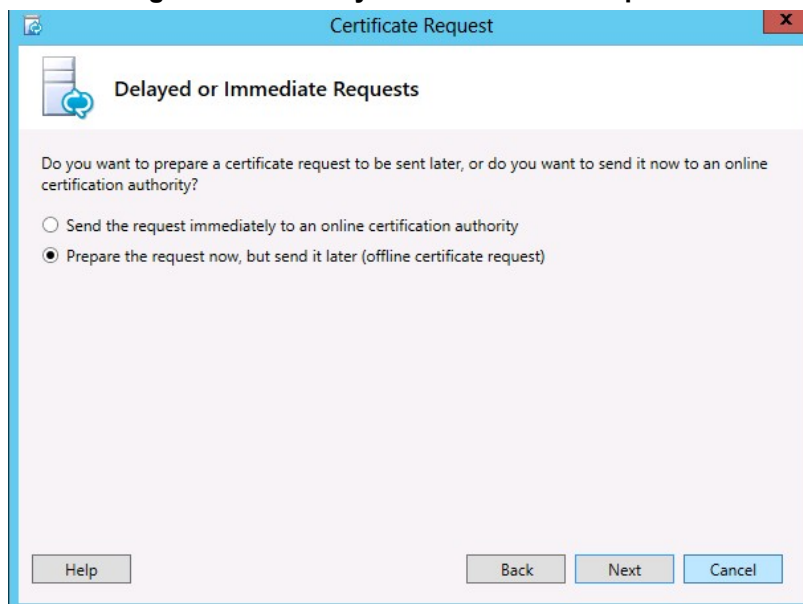 Certificate Request
X
Delayed or Immediate Requests
Do you want to prepare a certificate request to be sent later, or do you want to send it now to an online
certification authority?
Send the request immediately to an online certification authority
Prepare the request now, but send it later (offline certificate request)
Help
Back
Next
Cancel